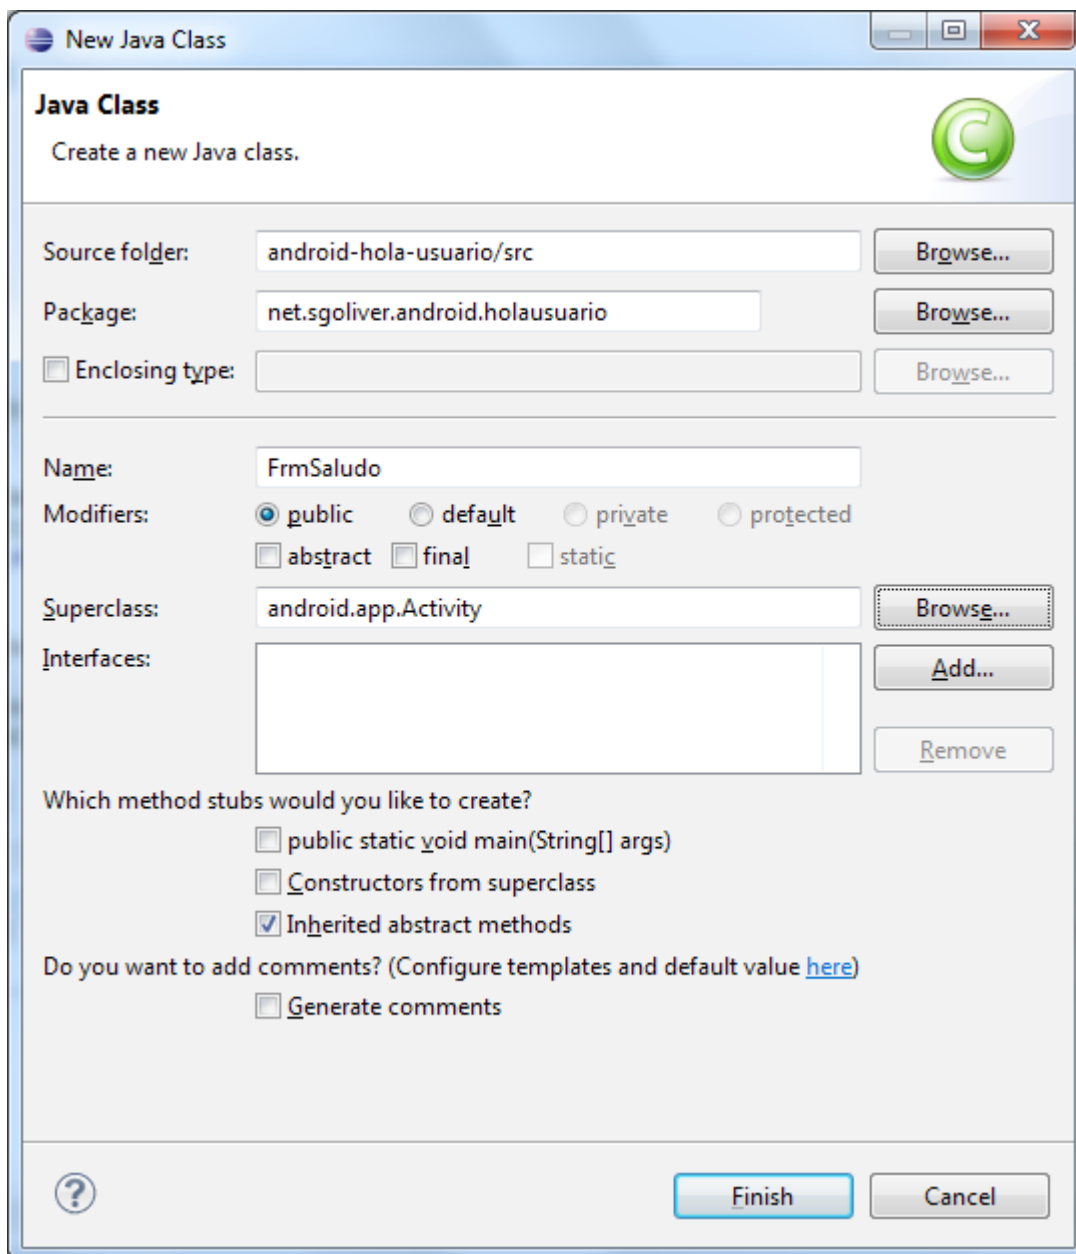 New Java Class
Java Class
Create a new Java class.
C
Source folder: android-hola-usuario/src Browse...
Package: net.sgoliver.android.holausuario Browse...
Enclosing type: Browse...
Name: FrmSaludo
Modifiers: public default private protected
abstract final static
Superclass: android.app.Activity Browse...
Interfaces: Add...
Remove
Which method stubs would you like to create?
public static void main(String[] args)
Constructors from superclass
Inherited abstract methods
Do you want to add comments? (Configure templates and default value here)
Generate comments
? Finish Cancel